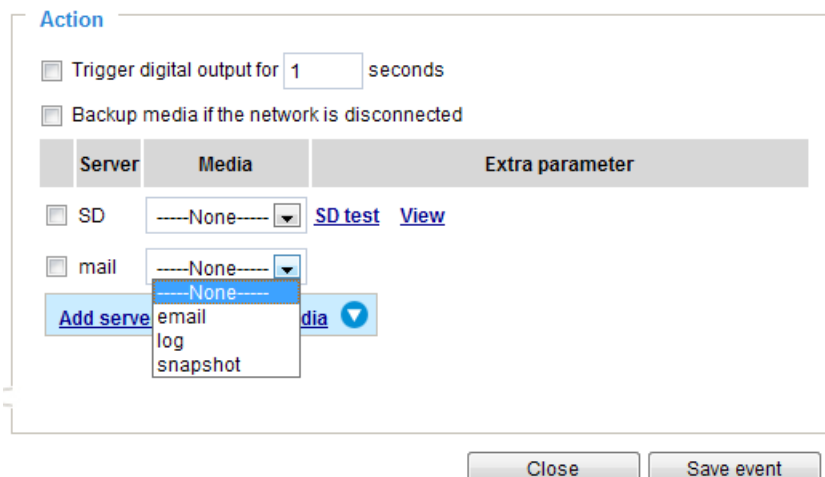 Action
Trigger digital output for 1 seconds
Backup media if the network is disconnected
Server Media Extra parameter
SD -----None----- SD test View
mail -----None-----
-----None-----
Add serve dia
email
log
snapshot
Close Save event